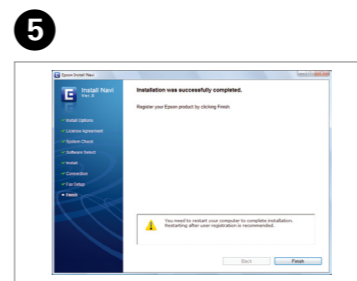 5
Epson Install Navi
Install Navi
Installation was successfully completed.
Register your Epson product by clicking Finish.
Install Options
License Agreement
System Check
Software Select
Install
Connection
Fax Setup
Finish
You need to restart your computer to complete installation.
Restarting after user registration is recommended.
Back
Finish